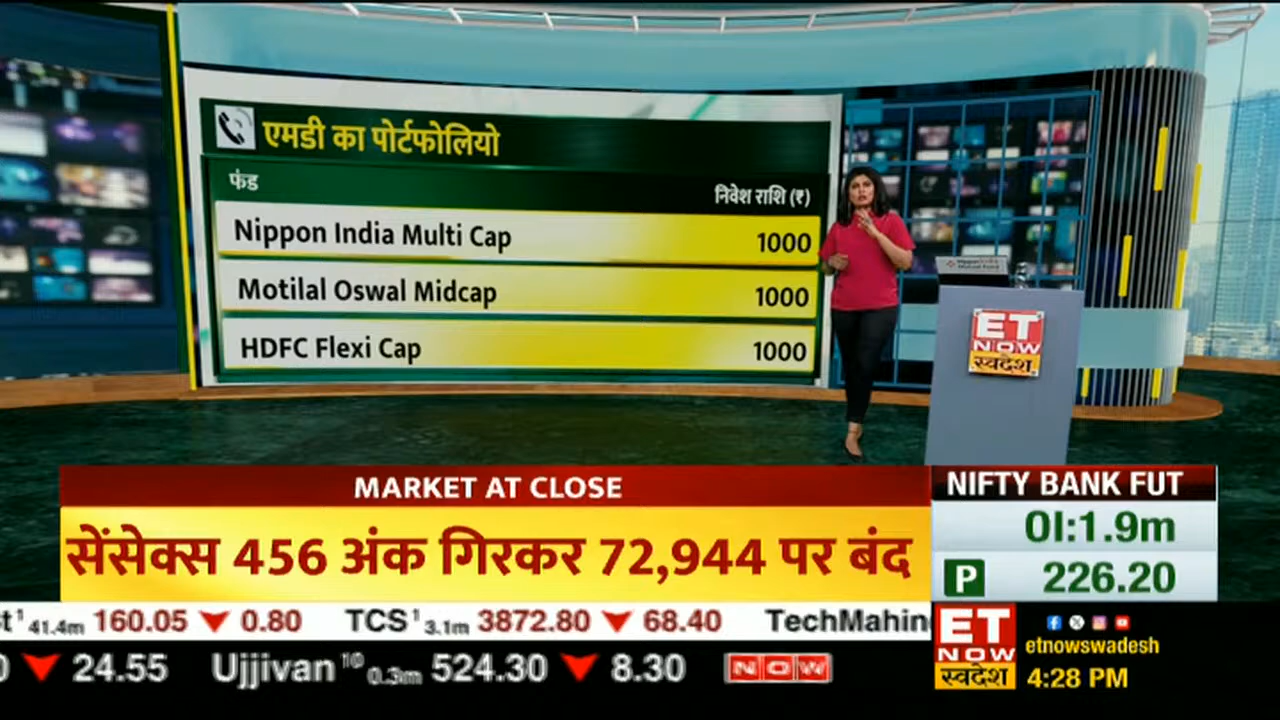 एमडी का पोर्टफोलियो
फंड
निवेश राशि (₹)
Nippon India Multi Cap 1000
Motilal Oswal Midcap 1000
HDFC Flexi Cap 1000
ET
NOW
स्वदेश
MARKET AT CLOSE
सेंसेक्स 456 अंक गिरकर 72,944 पर बंद
NIFTY BANK FUT
OI:1.9m
P 226.20
41.4m 160.05 ▼ 0.80 TCS 3.1m 3872.80 ▼ 68.40 TechMahin
▼ 24.55 Ujjivan 0.3m 524.30 ▼ 8.30 NOW
ET
NOW
स्वदेश
etnowswadesh
4:28 PM